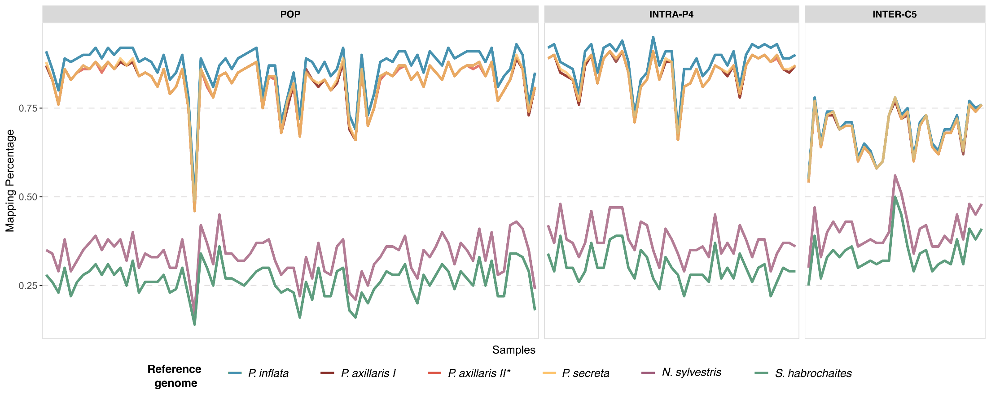 POP INTRA-P4 INTER-C5
Mapping Percentage
0.75
0.50
0.25
Samples
Reference
genome
P. inflata P. axillaris I P. axillaris II* P. secreta N. sylvestris S. habrochaites